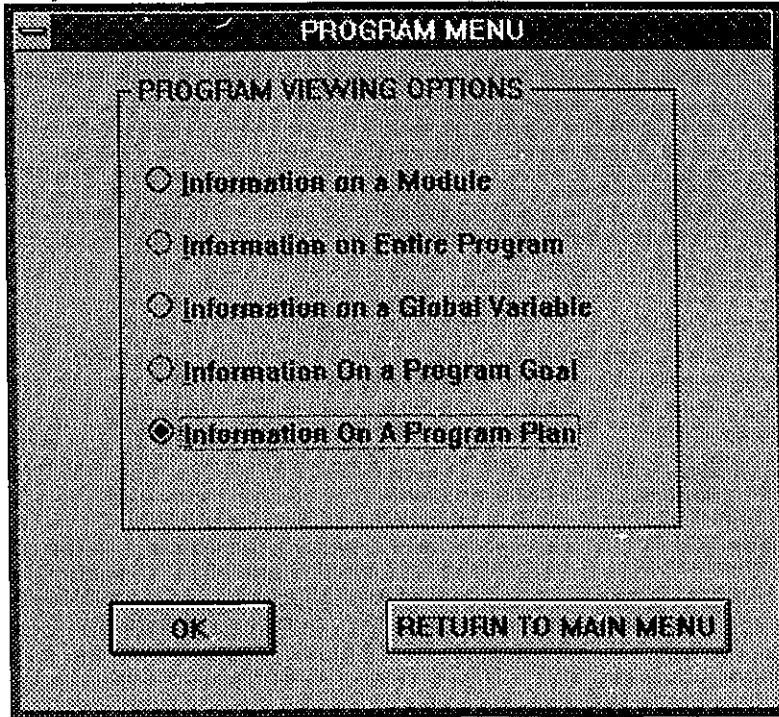 PROGRAM MENU
PROGRAM VIEWING OPTIONS
Information on a Module
Information on Entire Program
Information on a Global Variable
Information On a Program Goal
Information On A Program Plan
OK
RETURN TO MAIN MENU